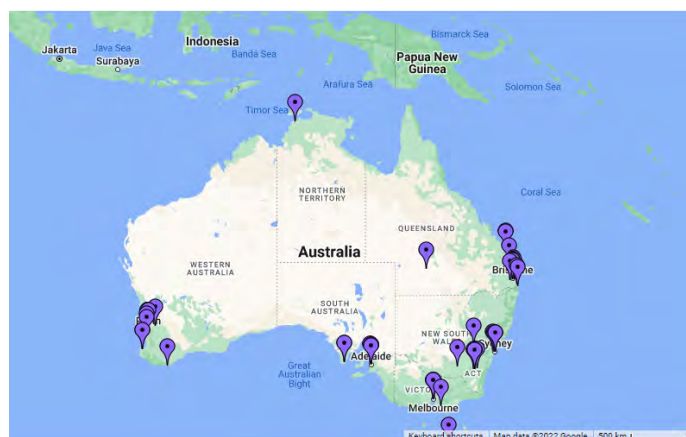 Bismarck Sea
Java Sea
Indonesia
Jakarta
Banda Sea
Papua New
Guinea
Surabaya
Arafura Sea
Solomon Sea
Timor Sea
Coral Sea
NORTHERN
TERRITORY
QUEENSLAND
Australia
WESTERN
AUSTRALIA
SOUTH
AUSTRALIA
NEW SOUTH
Sydney
Adelaide
Great
Australian
Bight
ACT
Melbourne
Keyboard shortcuts
Map data ©2022 Google
500 km